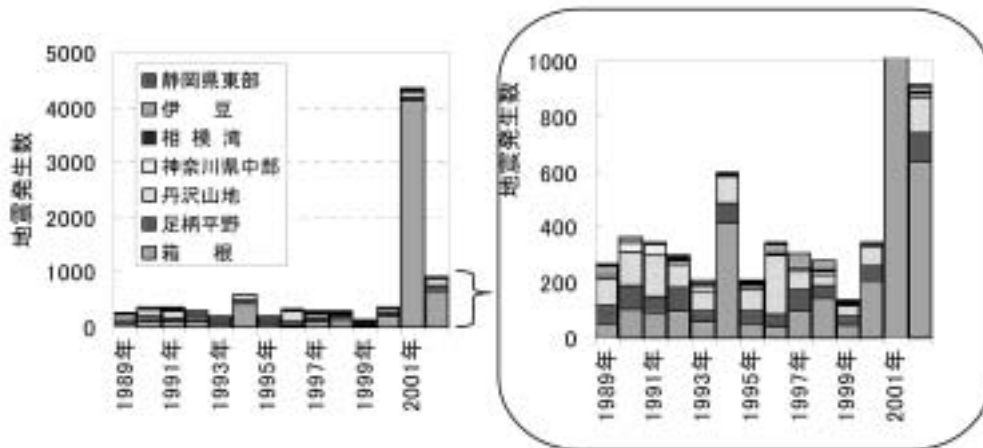 5000
4000
3000
2000
1000
0
地震発生数
静岡県東部
伊 豆
相 模 湾
神奈川県中部
丹沢山地
足柄平野
箱 根
1989年
1991年
1993年
1995年
1997年
1999年
2001年
1000
800
600
400
200
0
地震発生数
1989年
1991年
1993年
1995年
1997年
1999年
2001年